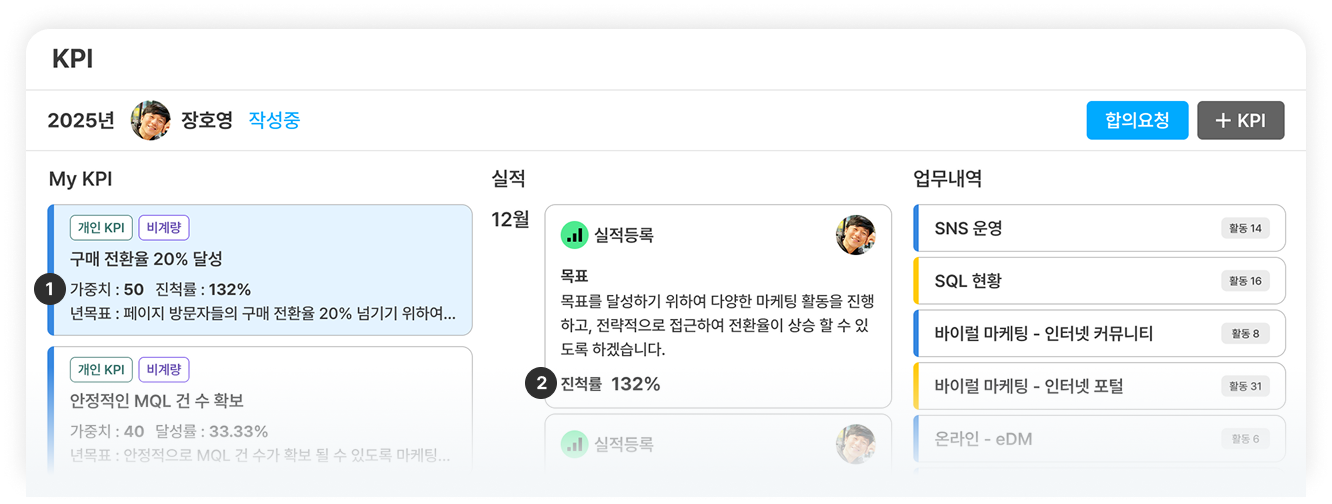 KPI
2025년 장호영 작성중
합의요청 + KPI
My KPI
개인 KPI 비계량
구매 전환율 20% 달성
1
가중치 : 50 진척률 : 132%
년목표 : 페이지 방문자들의 구매 전환율 20% 넘기기 위하여...
개인 KPI 비계량
안정적인 MQL 건 수 확보
가중치 : 40 달성률 : 33.33%
년목표 : 안정적으로 MQL 건 수가 확보 될 수 있도록 마케팅...
실적
12월
실적등록
목표
목표를 달성하기 위하여 다양한 마케팅 활동을 진행
하고, 전략적으로 접근하여 전환율이 상승 할 수 있
도록 하겠습니다.
2
진척률 132%
실적등록
업무내역
SNS 운영 활동 14
SQL 현황 활동 16
바이럴 마케팅 - 인터넷 커뮤니티 활동 8
바이럴 마케팅 - 인터넷 포털 활동 31
온라인 - eDM 활동 6